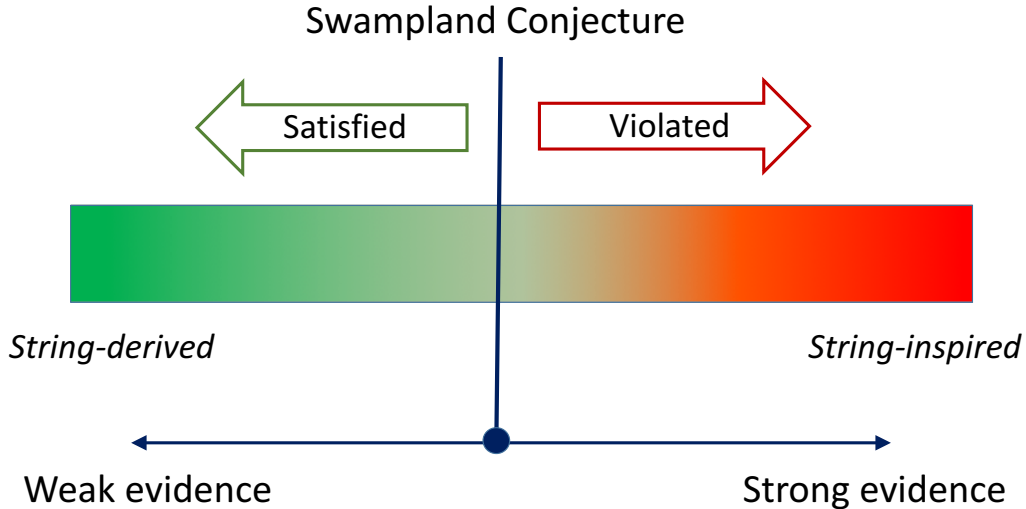 Swampland Conjecture
Satisfied
Violated
String-derived
String-inspired
Weak evidence
Strong evidence